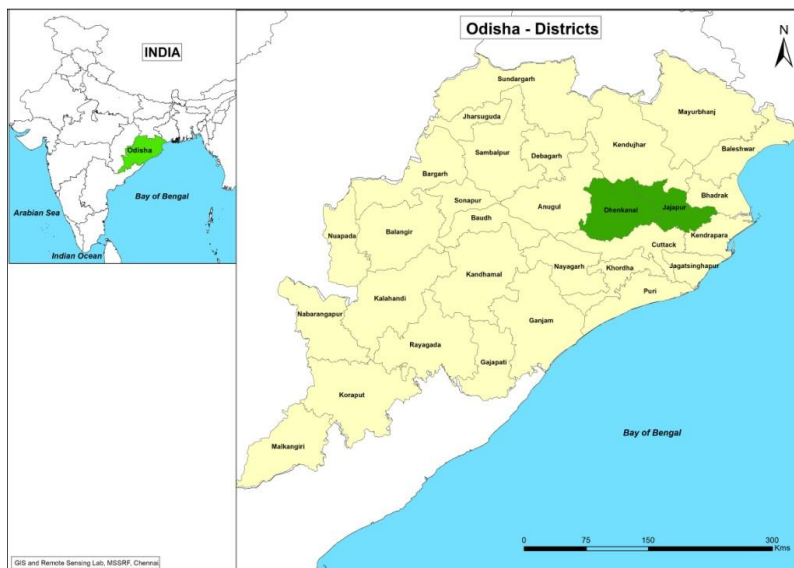 INDIA
Odisha
Bay of Bengal
Arabian Sea
Indian Ocean
Odisha - Districts
N
Sundargarh
Mayurbhanj
Jharsuguda
Kendujhar
Baleshwar
Sambalpur
Debagarh
Bargarh
Bhadrak
Sonapur
Anugul
Dhenkanal
Jajapur
Baudh
Nuapada
Balangir
Kendrapara
Cuttack
Kandhamal
Nayagarh
Khordha
Jagatsinghapur
Puri
Kalahandi
Nabarangapur
Ganjam
Rayagada
Gajapati
Koraput
Malkangiri
Bay of Bengal
0 75 150 300
Kms
GIS and Remote Sensing Lab, MSSRF, Chennai.